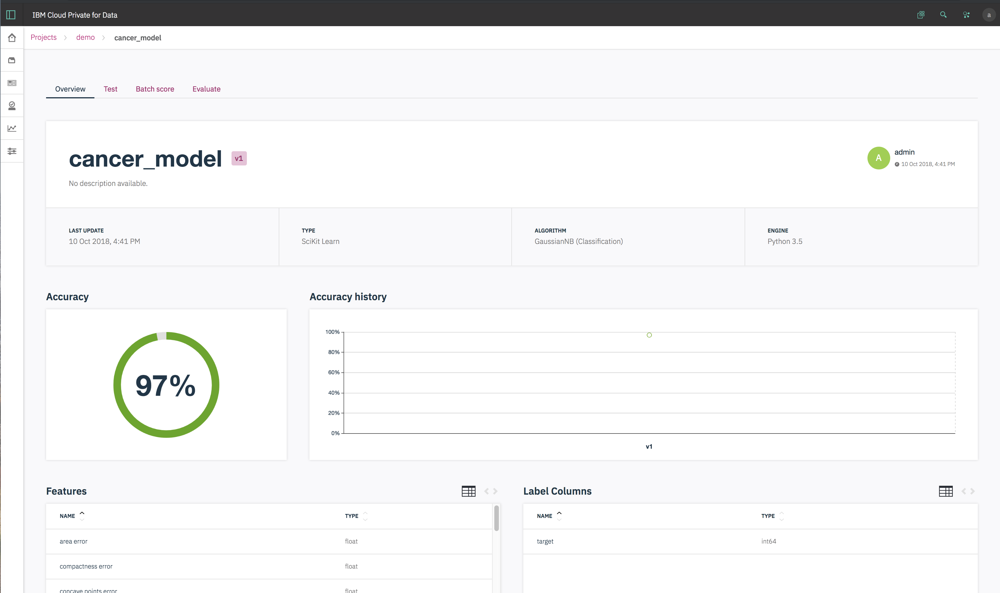 IBM Cloud Private for Data
a
Projects > demo > cancer_model
Overview Test Batch score Evaluate
cancer_model v1
No description available.
A
admin
10 Oct 2018, 4:41 PM
LAST UPDATE
10 Oct 2018, 4:41 PM
TYPE
SciKit Learn
ALGORITHM
GaussianNB (Classification)
ENGINE
Python 3.5
Accuracy
97%
Accuracy history
100%
80%
60%
40%
20%
0%
v1
Features
NAME TYPE
area error float
compactness error float
concave points error float
Label Columns
NAME TYPE
target int64